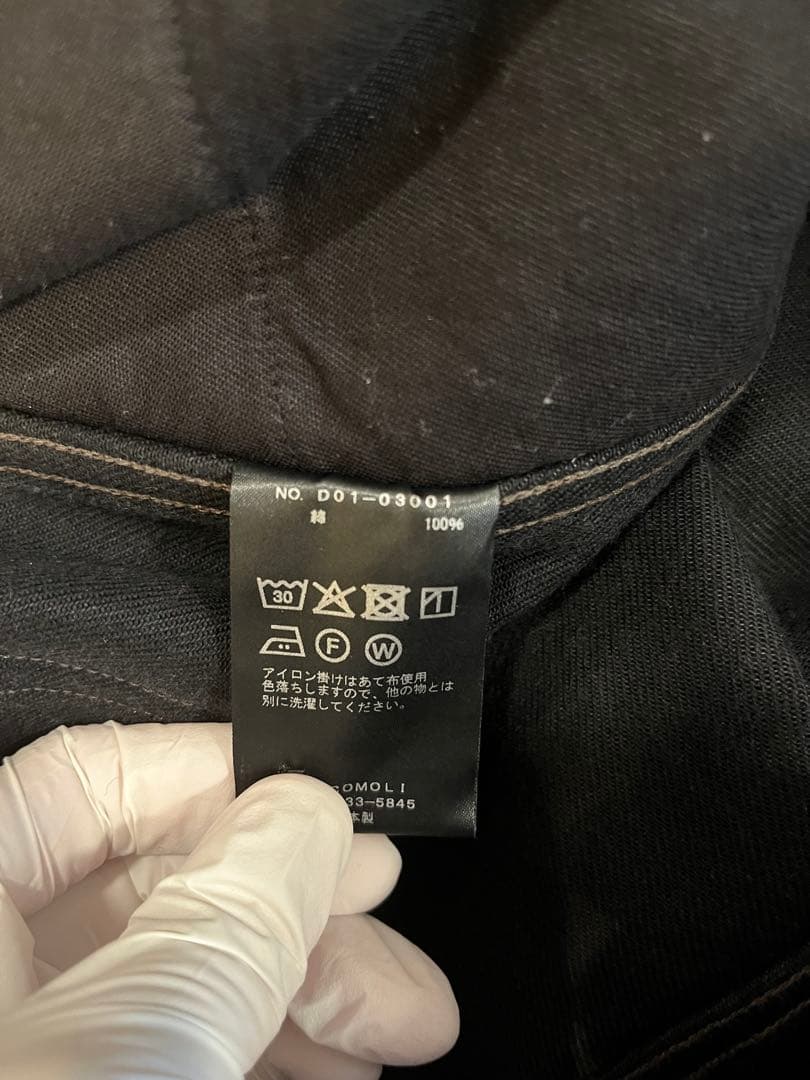 NO. D01-03001
綿 100%
30
F W
アイロン掛けはあて布使用
色落ちしますので、他の物とは
別に洗濯してください。
COMOLI
33-5845
本製